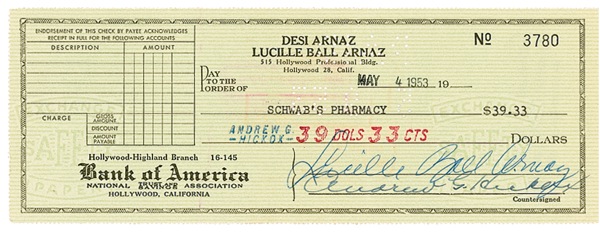 ENDORSEMENT OF THIS CHECK BY PAYEE ACKNOWLEDGES
RECEIPT IN FULL FOR THE FOLLOWING ACCOUNTS
DESCRIPTION AMOUNT
CHARGE
GROSS AMOUNT
DISCOUNT
AMOUNT PAYABLE
DESI ARNAZ
LUCILLE BALL ARNAZ
515 Hollywood Professional Bldg.
Hollywood 28, Calif.
Nº 3780
MAY 4 1953 19
PAY
TO THE
ORDER OF
SCHWAB'S PHARMACY $39.33
ANDREW G. HICKOX 39 DOLS 33 CTS DOLLARS
Hollywood-Highland Branch 16-145
Bank of America
NATIONAL TRUST AND SAVINGS ASSOCIATION
HOLLYWOOD, CALIFORNIA
Lucille Ball Arnaz
Andrew G. Hickox
Countersigned